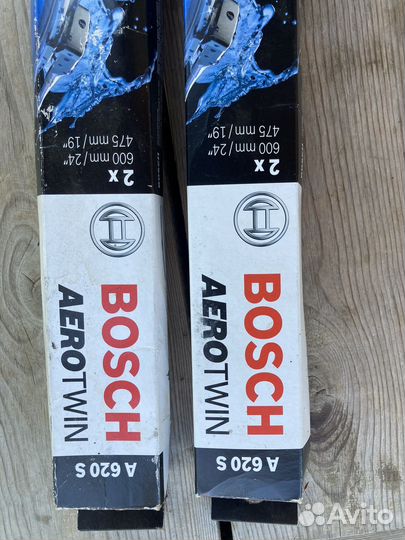 BOSCH
AEROTWIN
A 620 S
2 x
600 mm / 24"
475 mm / 19"
BOSCH
AEROTWIN
A 620 S
2 x
600 mm / 24"
475 mm / 19"
Avito